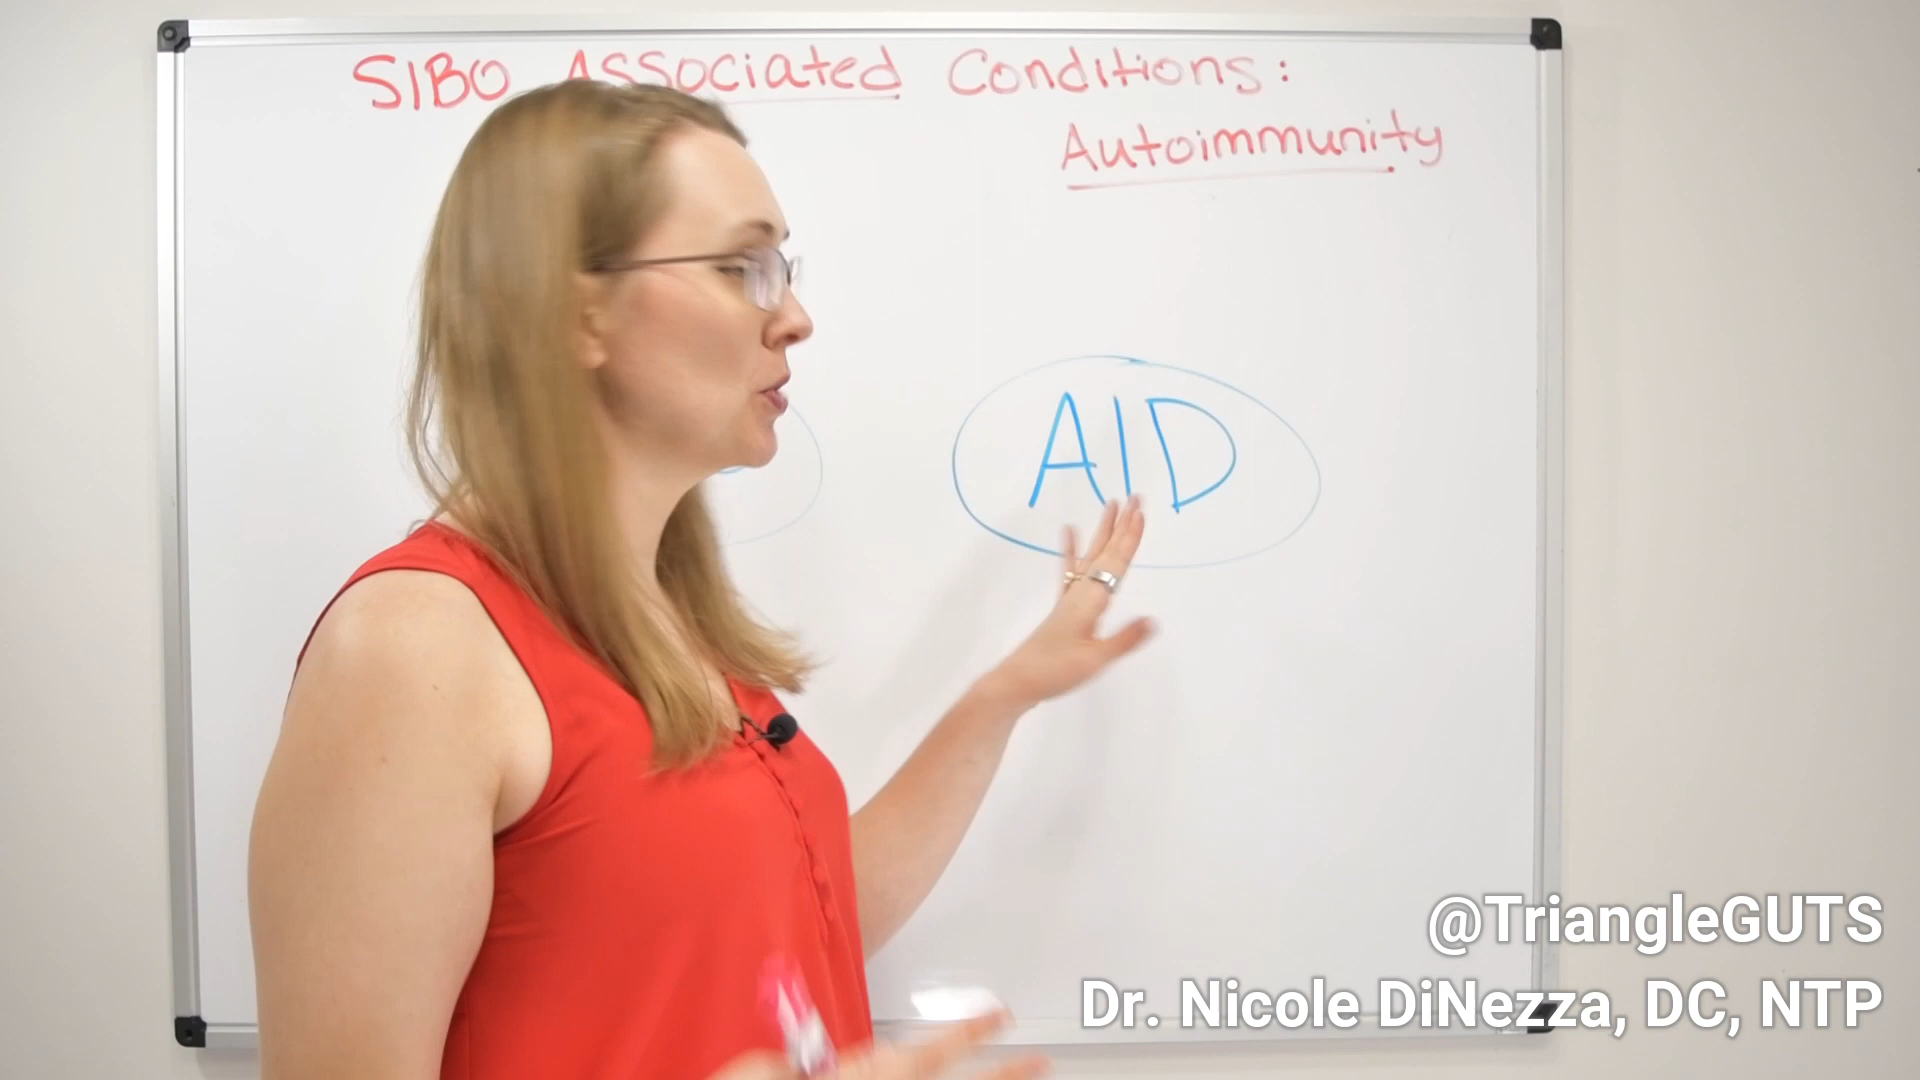 SIBO Associated Conditions:
Autoimmunity
AID
@TriangleGUTS
Dr. Nicole DiNezza, DC, NTP